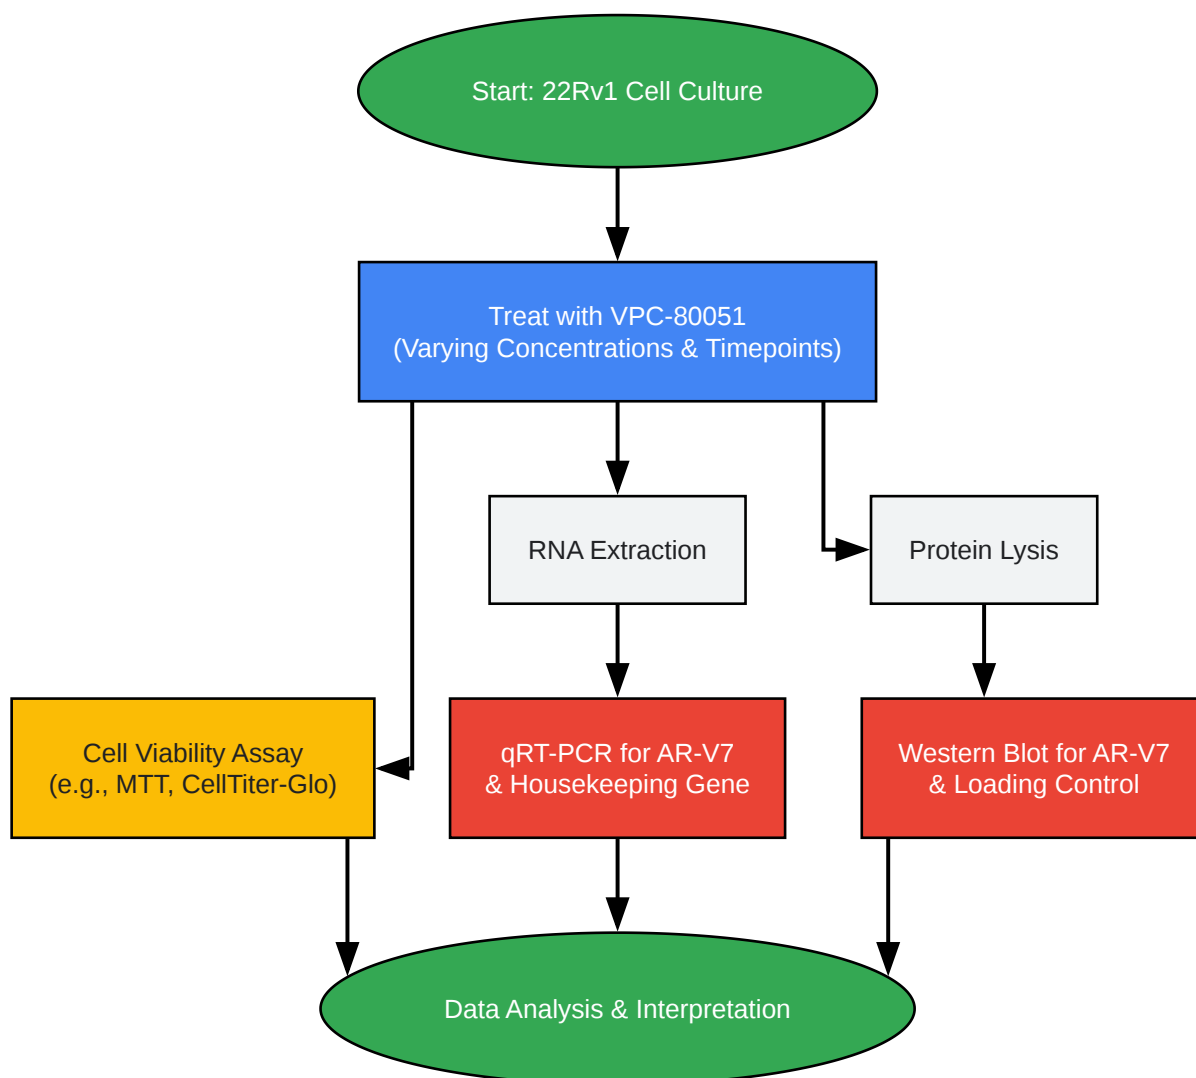 Start: 22Rv1 Cell Culture
Treat with VPC-80051
(Varying Concentrations & Timepoints)
RNA Extraction
Protein Lysis
Cell Viability Assay
(e.g., MTT, CellTiter-Glo)
qRT-PCR for AR-V7
& Housekeeping Gene
Western Blot for AR-V7
& Loading Control
Data Analysis & Interpretation